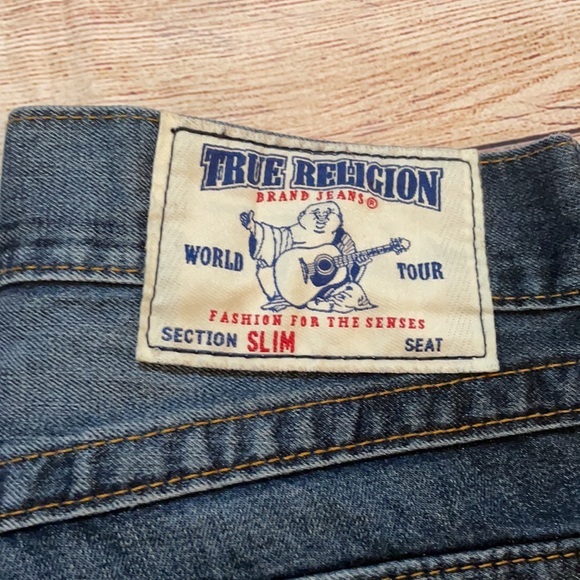 TRUE RELIGION
BRAND JEANS®
WORLD TOUR
FASHION FOR THE SENSES
SECTION SLIM SEAT